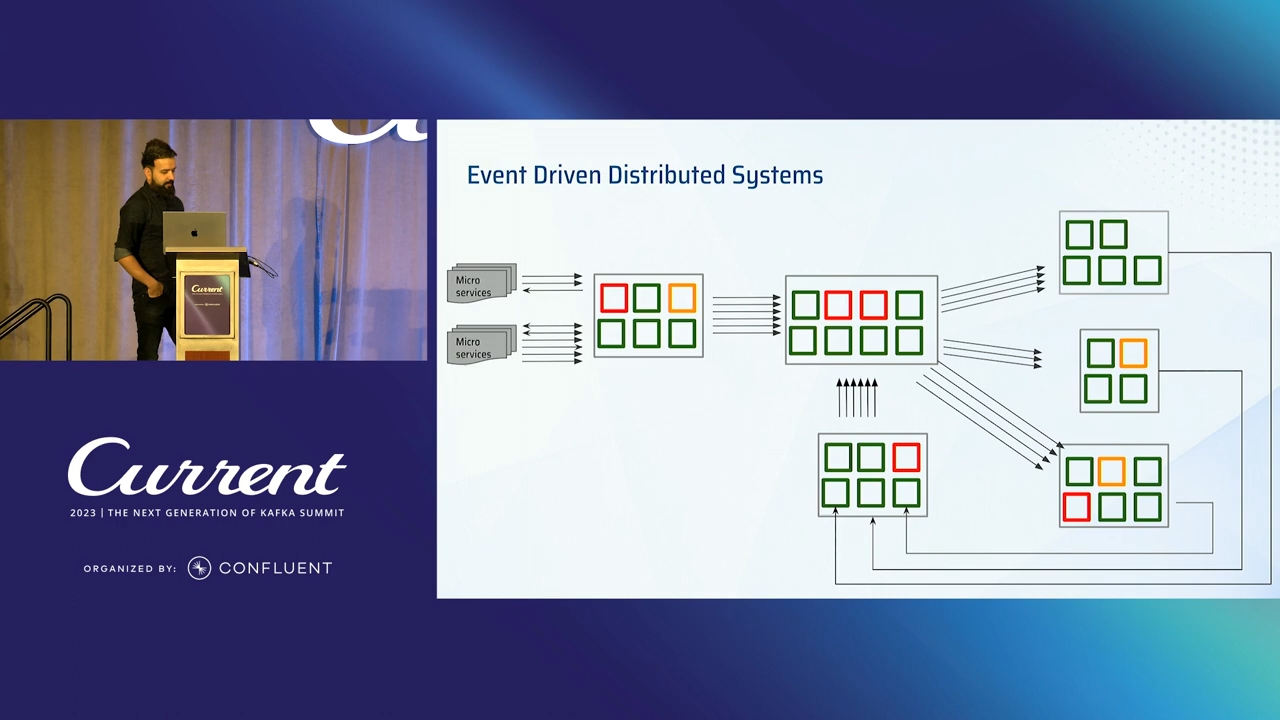 Event Driven Distributed Systems
Micro
services
Micro
services
Current
Current
2023 | THE NEXT GENERATION OF KAFKA SUMMIT
ORGANIZED BY: CONFLUENT